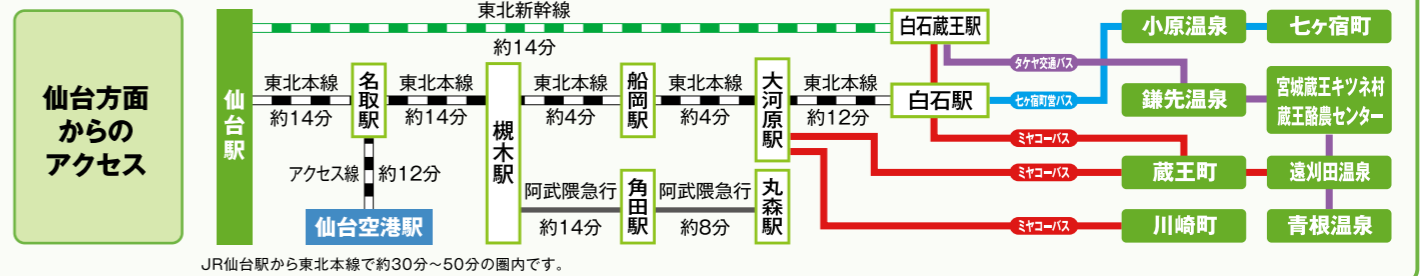 仙台方面
からの
アクセス
仙台駅
東北新幹線
約14分
白石蔵王駅
東北本線
約14分
名取駅
東北本線
約14分
槻木駅
東北本線
約4分
船岡駅
東北本線
約4分
大河原駅
東北本線
約12分
白石駅
アクセス線
約12分
仙台空港駅
阿武隈急行
約14分
角田駅
阿武隈急行
約8分
丸森駅
タケヤ交通バス
七ヶ宿町営バス
ミヤコーバス
ミヤコーバス
ミヤコーバス
小原温泉
七ヶ宿町
鎌先温泉
宮城蔵王キツネ村
蔵王酪農センター
蔵王町
遠刈田温泉
川崎町
青根温泉
JR仙台駅から東北本線で約30分～50分の圏内です。